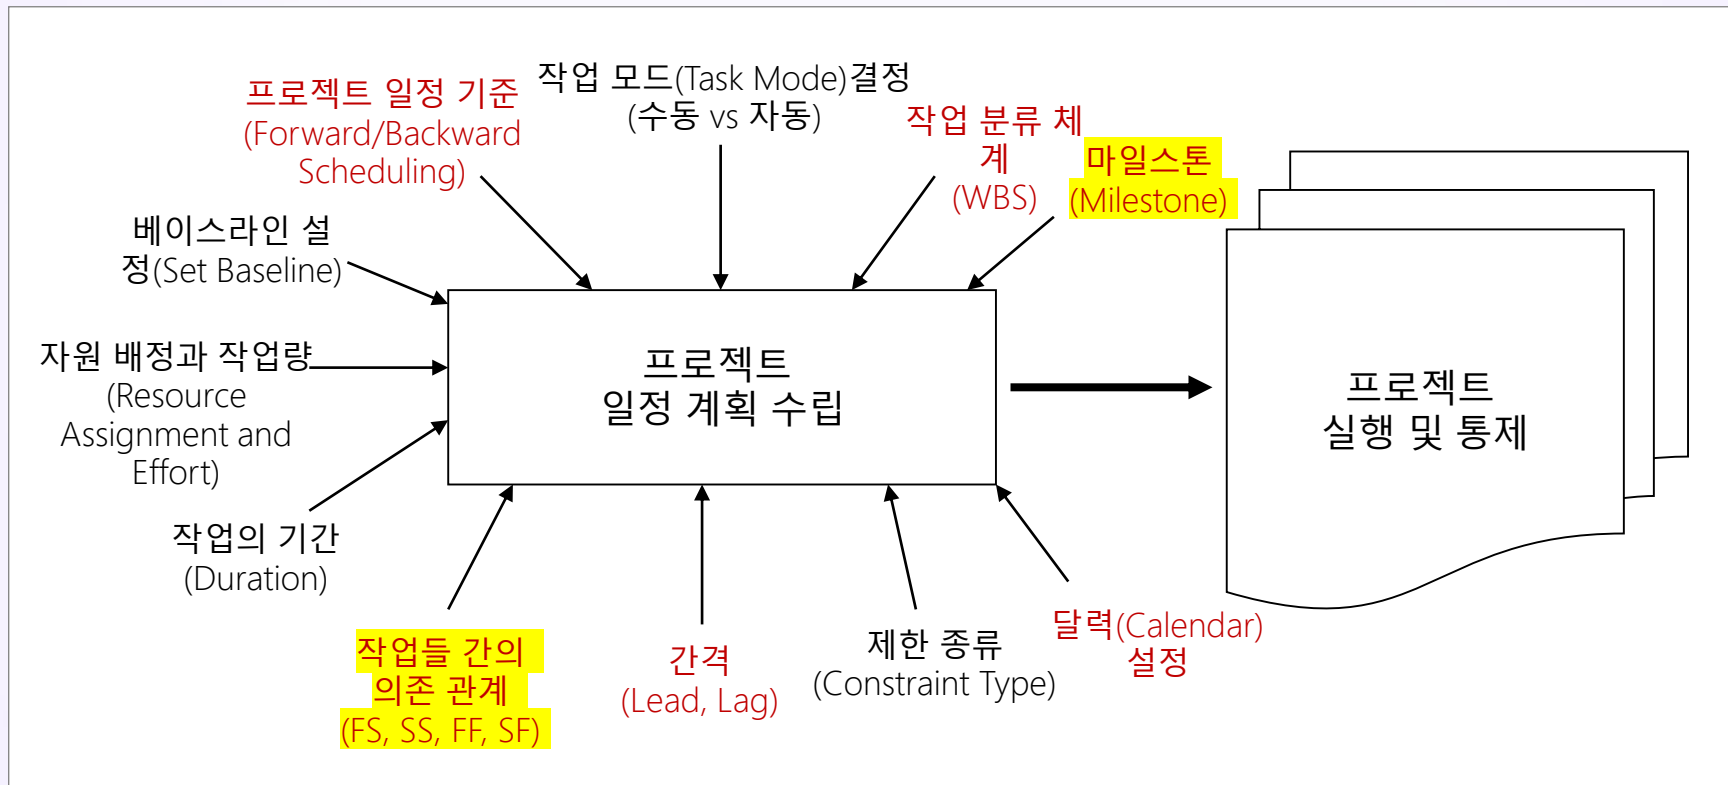 프로젝트 일정 기준
(Forward/Backward
Scheduling)
작업 모드(Task Mode)결정
(수동 vs 자동)
작업 분류 체
계
(WBS)
마일스톤
(Milestone)
베이스라인 설
정(Set Baseline)
자원 배정과 작업량
(Resource
Assignment and
Effort)
작업의 기간
(Duration)
프로젝트
일정 계획 수립
프로젝트
실행 및 통제
작업들 간의
의존 관계
(FS, SS, FF, SF)
간격
(Lead, Lag)
제한 종류
(Constraint Type)
달력(Calendar)
설정